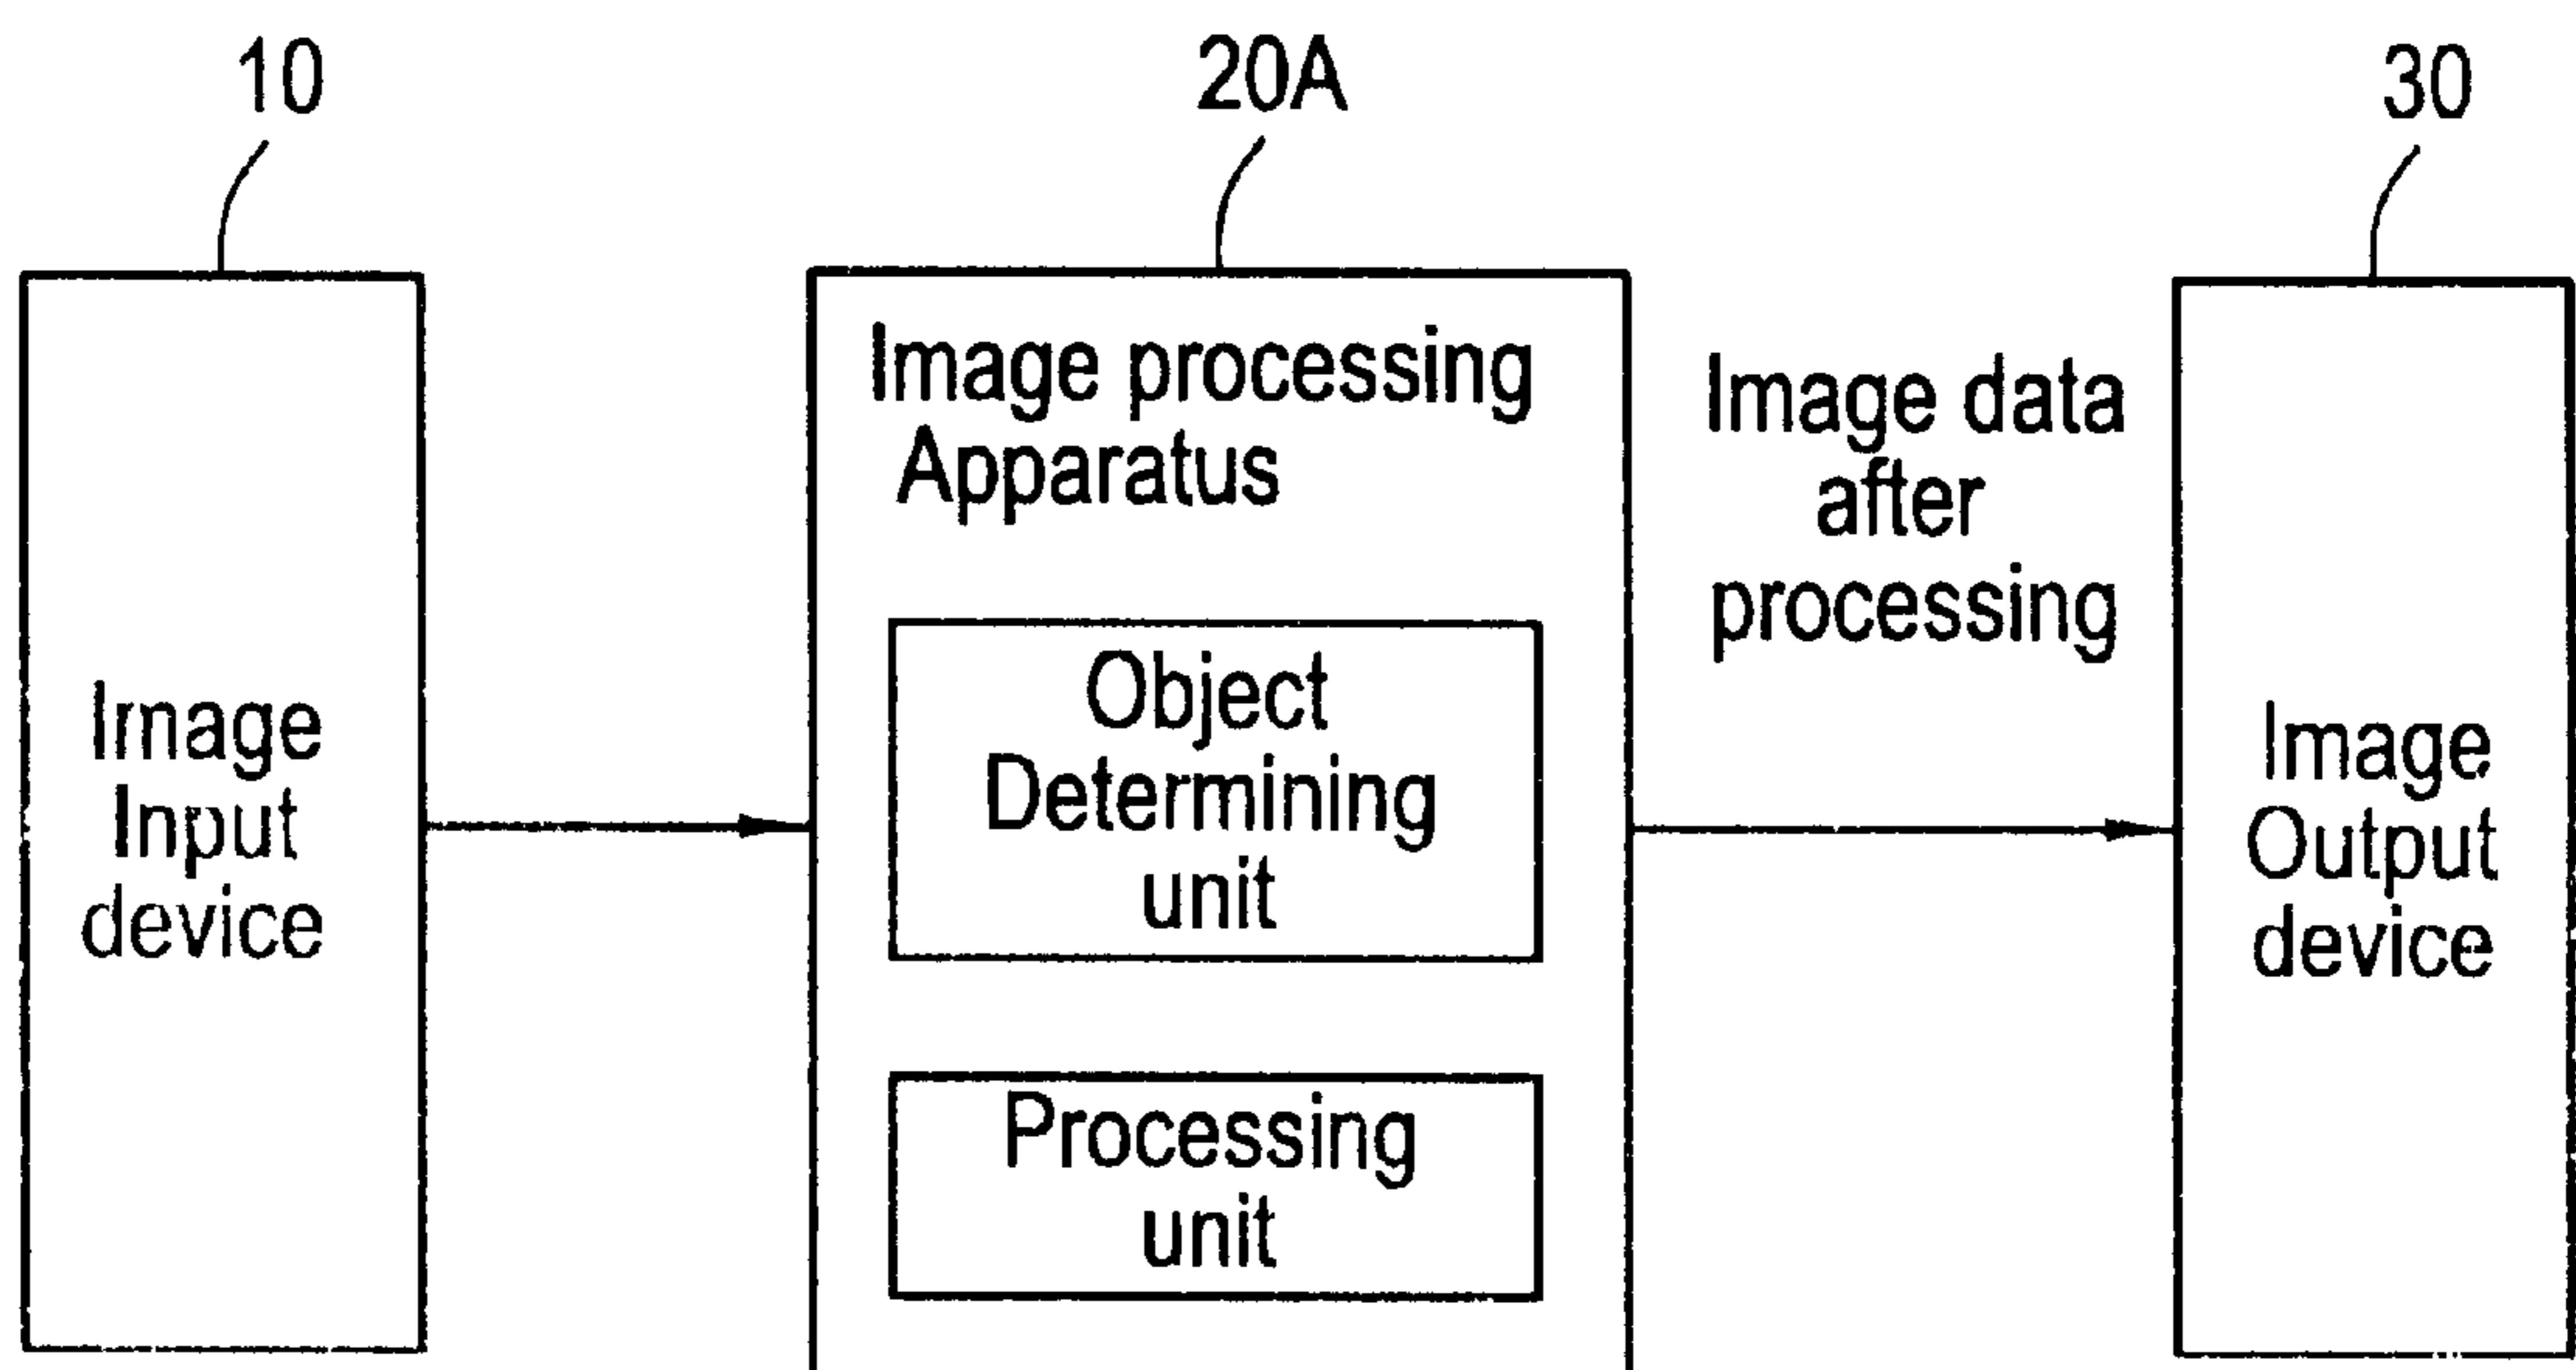 10
20A
30
Image
Input
device
Image processing
Apparatus
Object
Determining
unit
Processing
unit
Image data
after
processing
Image
Output
device